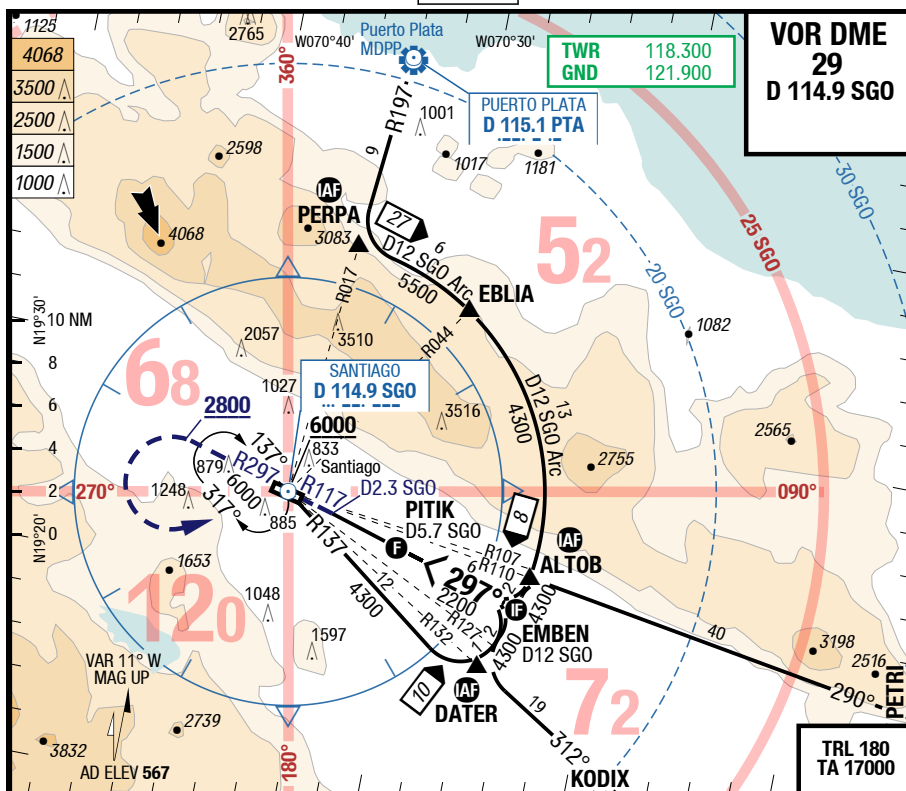 1125
4068
3500
2500
1500
1000
2765
360°
W070°40'
Puerto Plata
MDPP
W070°30'
TWR 118.300
GND 121.900
VOR DME
29
D 114.9 SGO
PUERTO PLATA
D 115.1 PTA
R197
1001
9
1017
1181
2598
30 SGO
IAF
PERPA
3083
27
6
D12 SGO Arc
5500
52
25 SGO
20 SGO
4068
R017
EBLIA
N19°30'
10 NM
8
6
4
2
0
N19°20'
2057
3510
R044
1082
68
SANTIAGO
D 114.9 SGO
1027
D12 SGO Arc
13
4300
2800
6000
3516
2565
137°
833
Santiago
2755
879
R297
R117
D2.3 SGO
270°
1248
6000
317°
885
PITIK
D5.7 SGO
090°
8
R137
F
R107
R110
IAF
ALTOB
1653
6
297°
2200
2
4300
12
4300
R127
R132
IF
EMBEN
D12 SGO
120
1048
1597
1
2
4300
40
3198
2516
VAR 11° W
MAG UP
10
IAF
DATER
72
290°
PETRI
19
2739
3832
312°
KODIX
180°
AD ELEV 567
TRL 180
TA 17000